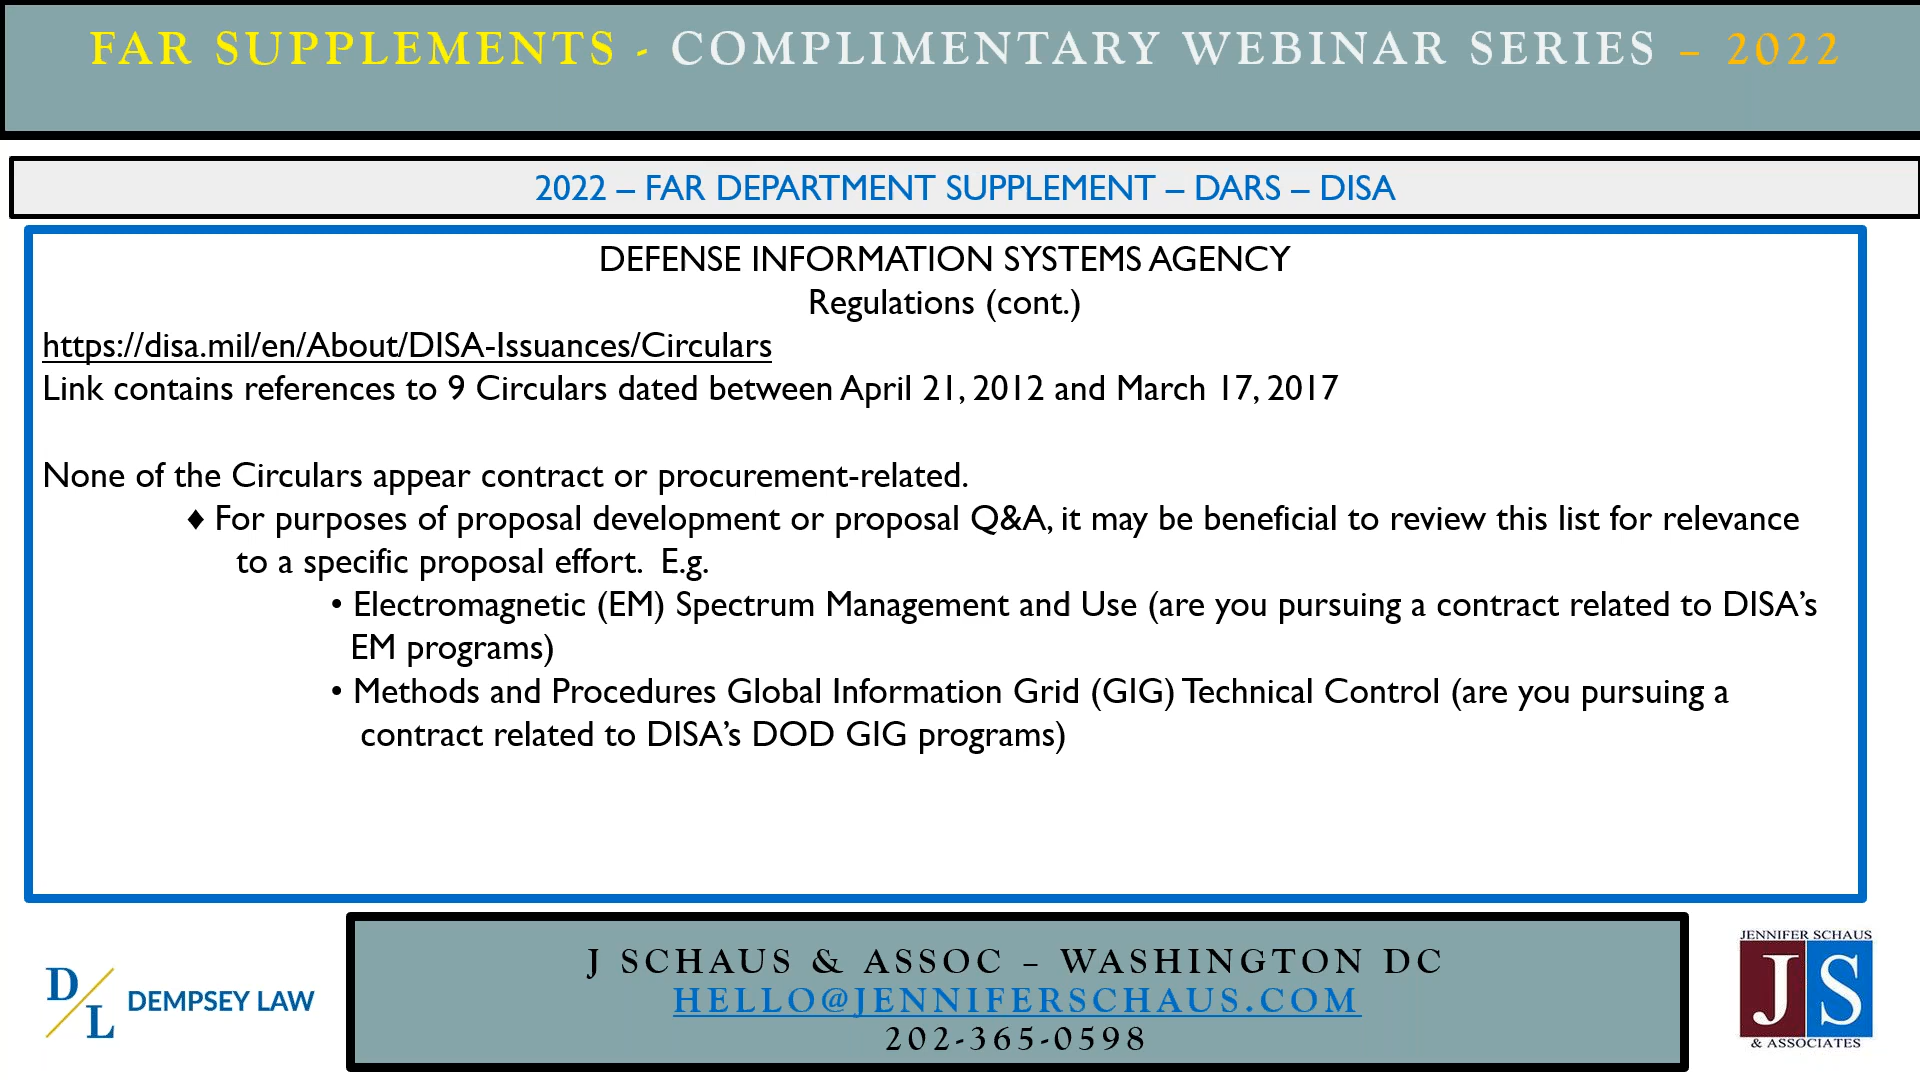 FAR SUPPLEMENTS - COMPLIMENTARY WEBINAR SERIES – 2022
2022 – FAR DEPARTMENT SUPPLEMENT – DARS – DISA
DEFENSE INFORMATION SYSTEMS AGENCY
Regulations (cont.)
https://disa.mil/en/About/DISA-Issuances/Circulars
Link contains references to 9 Circulars dated between April 21, 2012 and March 17, 2017
None of the Circulars appear contract or procurement-related.
♦ For purposes of proposal development or proposal Q&A, it may be beneficial to review this list for relevance
to a specific proposal effort.  E.g.
• Electromagnetic (EM) Spectrum Management and Use (are you pursuing a contract related to DISA’s
EM programs)
• Methods and Procedures Global Information Grid (GIG) Technical Control (are you pursuing a
contract related to DISA’s DOD GIG programs)
D L DEMPSEY LAW
J SCHAUS & ASSOC – WASHINGTON DC
HELLO@JENNIFERSCHAUS.COM
202-365-0598
JENNIFER SCHAUS
JS
& ASSOCIATES